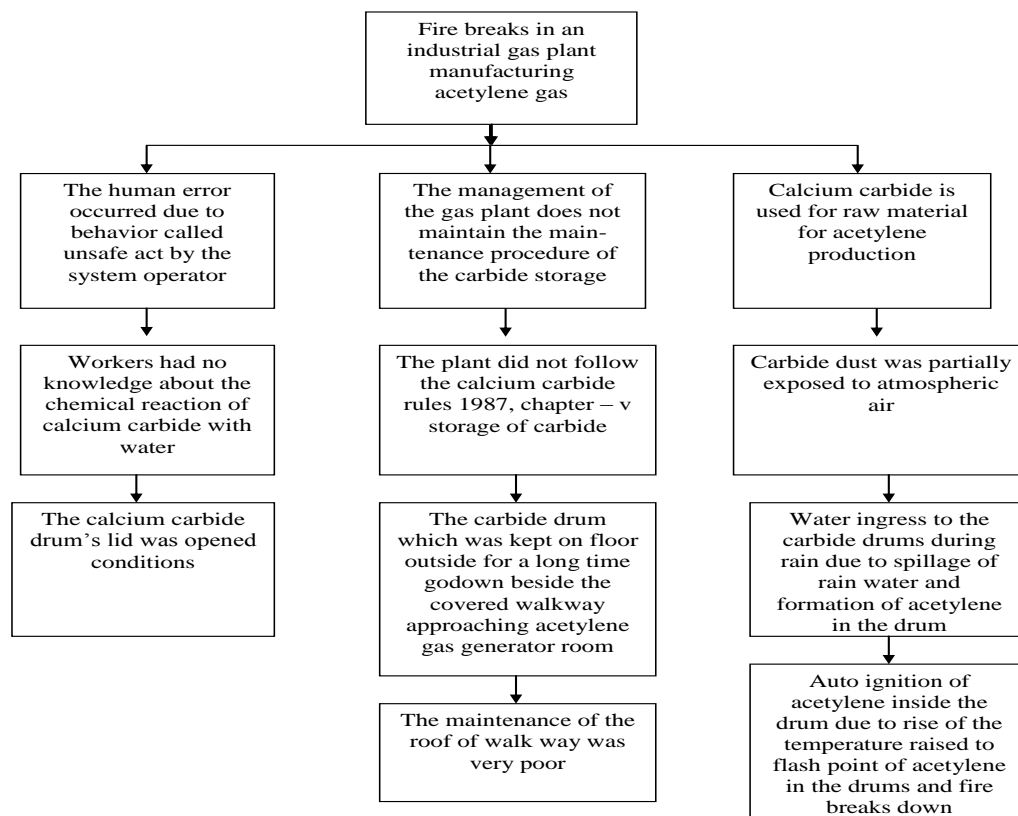 Fire breaks in an
industrial gas plant
manufacturing
acetylene gas
The human error
occurred due to
behavior called
unsafe act by the
system operator
Workers had no
knowledge about the
chemical reaction of
calcium carbide with
water
The calcium carbide
drum's lid was opened
conditions
The management of
the gas plant does not
maintain the main-
tenance procedure of
the carbide storage
The plant did not follow
the calcium carbide
rules 1987, chapter – v
storage of carbide
The carbide drum
which was kept on floor
outside for a long time
godown beside the
covered walkway
approaching acetylene
gas generator room
The maintenance of the
roof of walk way was
very poor
Calcium carbide is
used for raw material
for acetylene
production
Carbide dust was partially
exposed to atmospheric
air
Water ingress to the
carbide drums during
rain due to spillage of
rain water and
formation of acetylene
in the drum
Auto ignition of
acetylene inside the
drum due to rise of the
temperature raised to
flash point of acetylene
in the drums and fire
breaks down